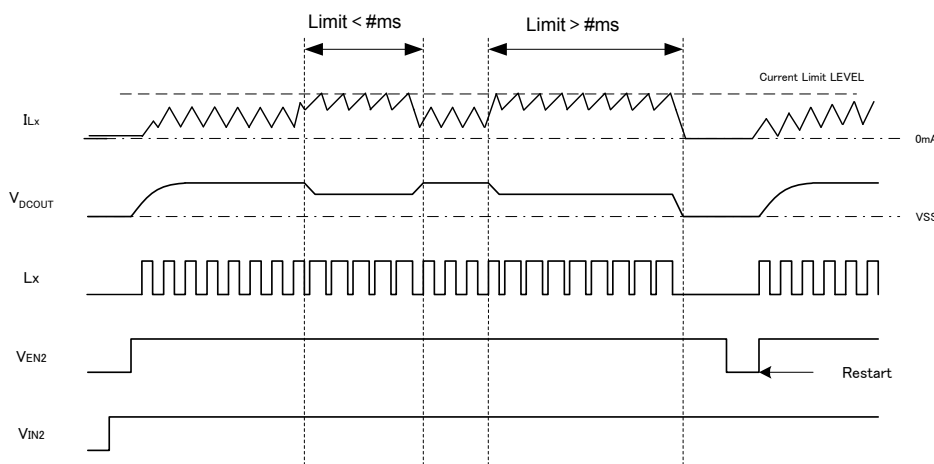 Limit < #ms
Limit > #ms
Current Limit LEVEL
ILx
0mA
VDCOUT
VSS
Lx
VEN2
Restart
VIN2